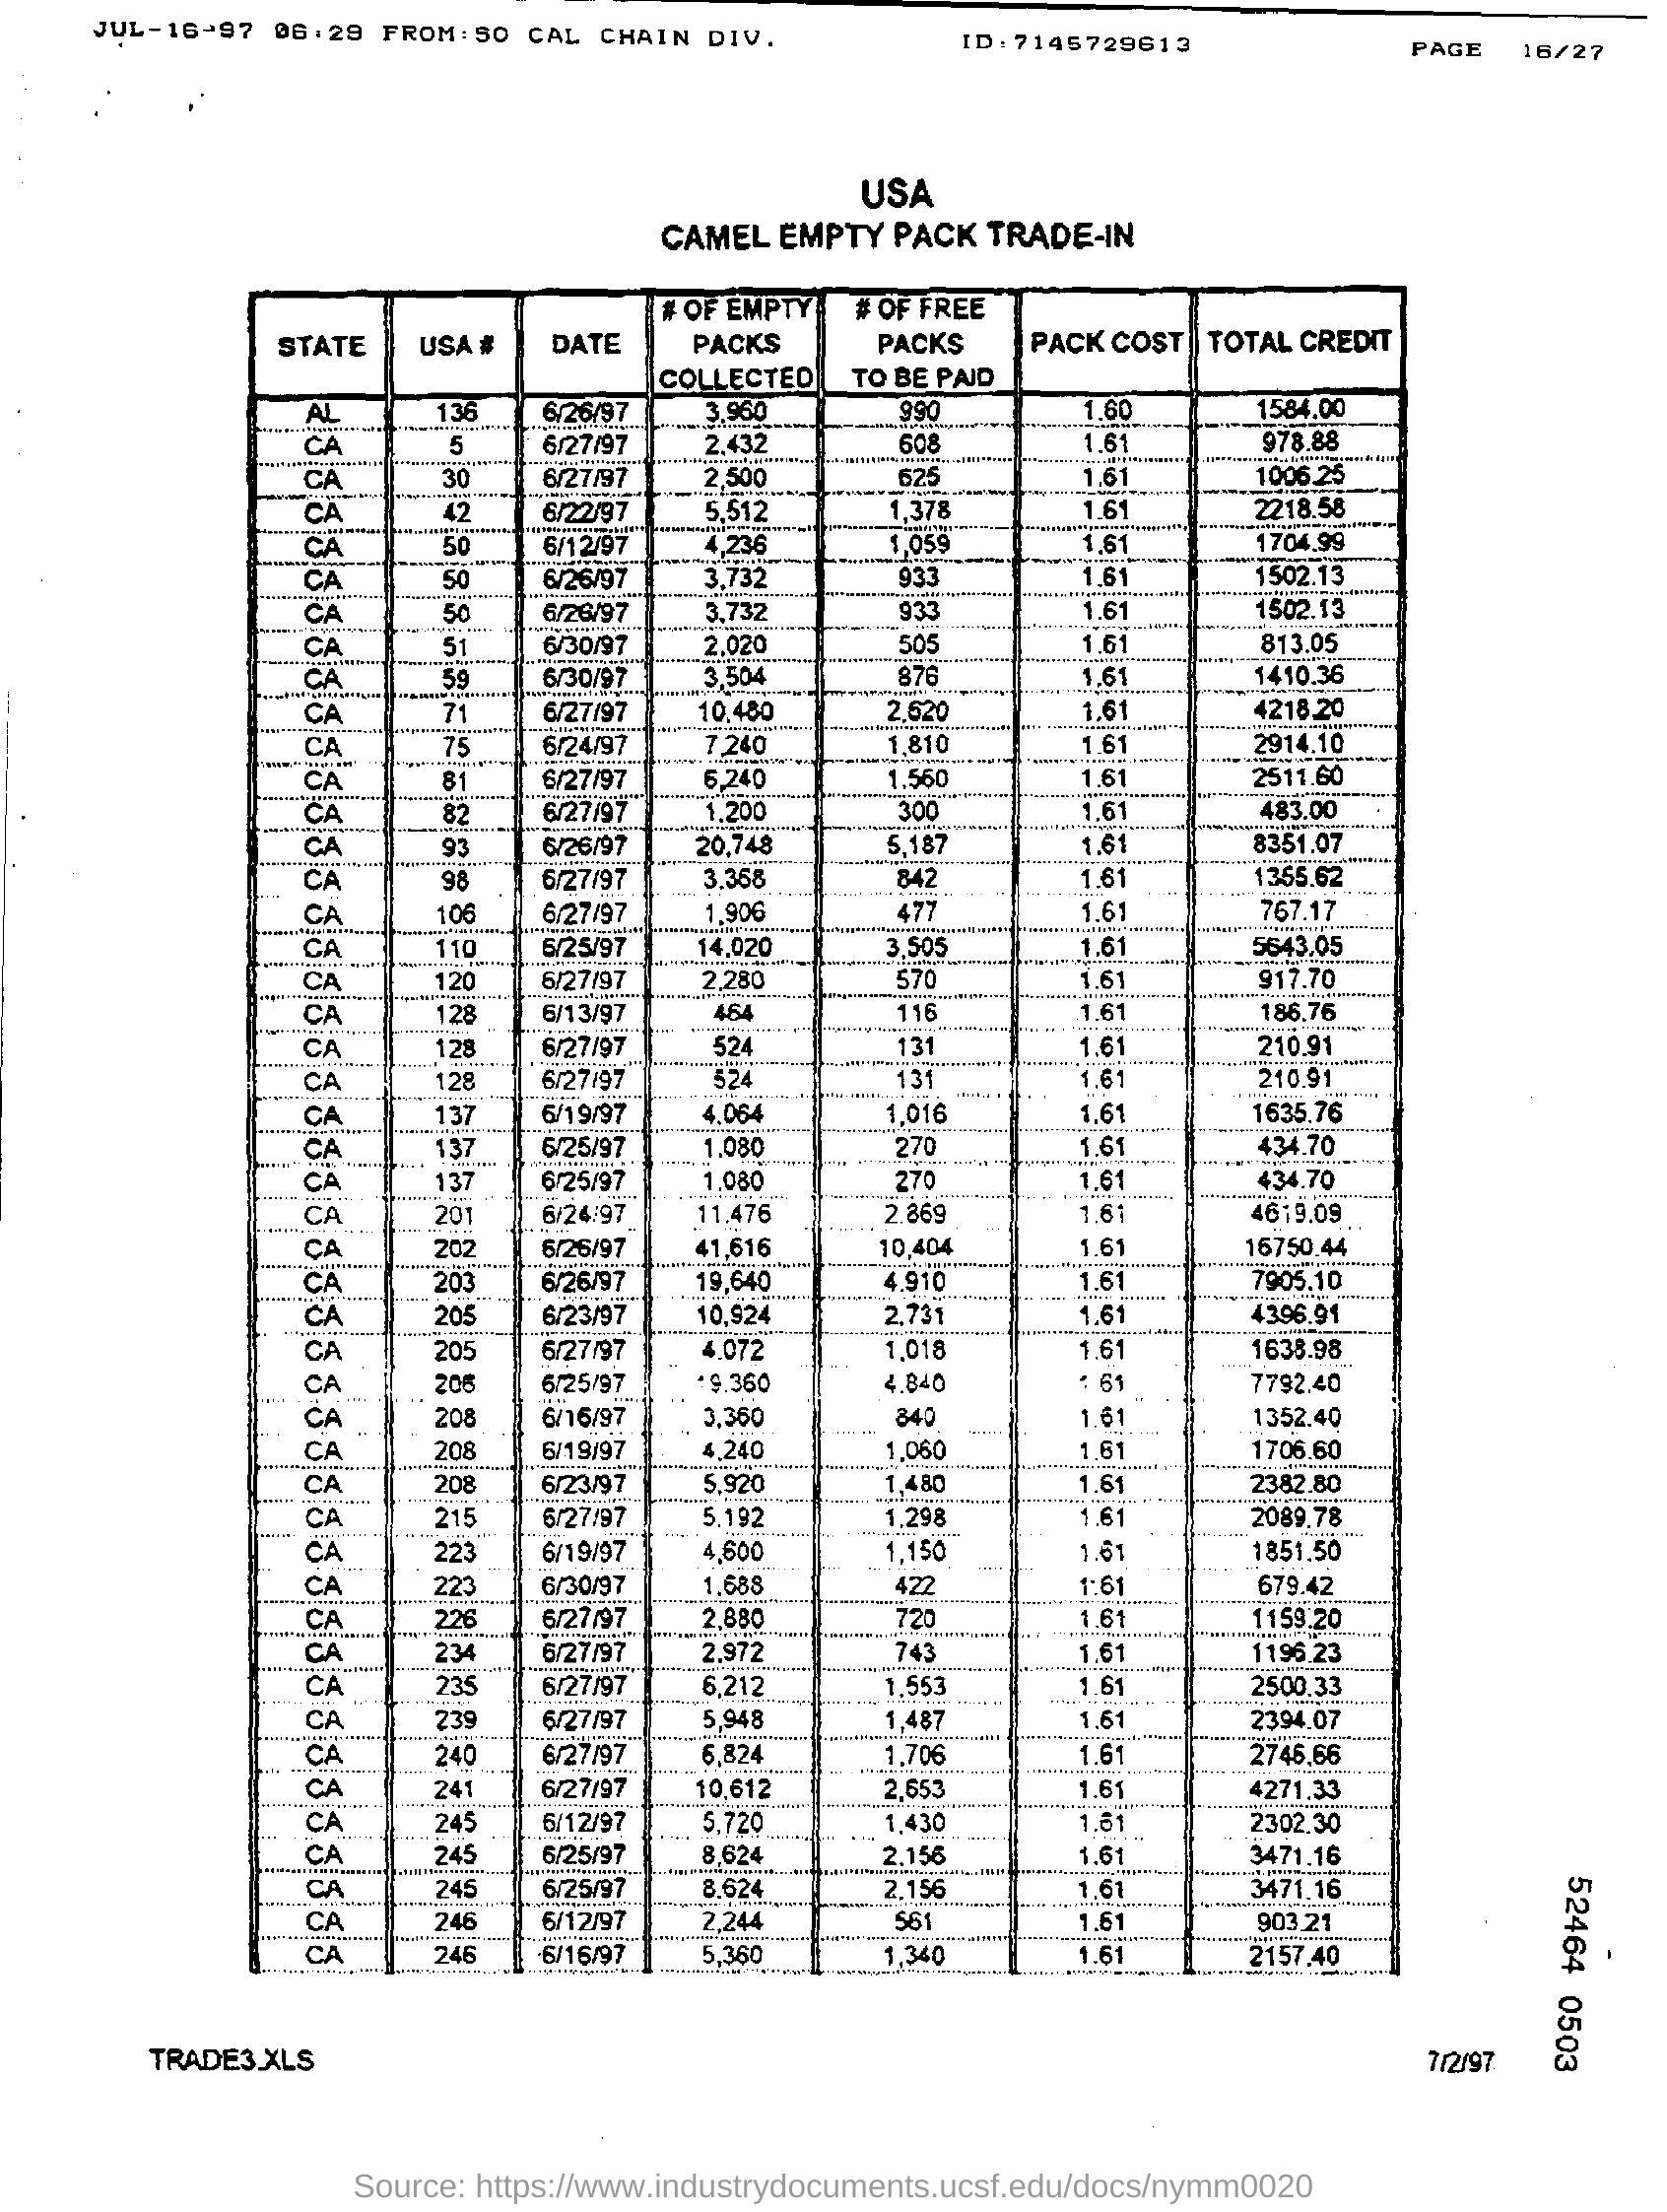 JUL-16-97 06:29 FROM:SO CAL CHAIN DIV. ID:7145729613 PAGE 16/27
USA
CAMEL EMPTY PACK TRADE-IN
STATE USA # DATE # OF EMPTY PACKS COLLECTED # OF FREE PACKS TO BE PAID PACK COST TOTAL CREDIT
AL 136 6/26/97 3,960 990 1.60 1584.00
CA 5 6/27/97 2,432 608 1.61 978.88
CA 30 6/27/97 2,500 625 1.61 1006.25
CA 42 6/22/97 5,512 1,378 1.61 2218.58
CA 50 6/12/97 4,236 1,059 1.61 1704.99
CA 50 6/26/97 3,732 933 1.61 1502.13
CA 50 6/26/97 3,732 933 1.61 1502.13
CA 51 6/30/97 2,020 505 1.61 813.05
CA 59 6/30/97 3,504 876 1.61 1410.36
CA 71 6/27/97 10,480 2,620 1.61 4218.20
CA 75 6/24/97 7,240 1,810 1.61 2914.10
CA 81 6/27/97 6,240 1,560 1.61 2511.60
CA 82 6/27/97 1,200 300 1.61 483.00
CA 93 6/26/97 20,748 5,187 1.61 8351.07
CA 98 6/27/97 3,368 842 1.61 1355.62
CA 106 6/27/97 1,906 477 1.61 767.17
CA 110 6/25/97 14,020 3,505 1.61 5643.05
CA 120 6/27/97 2,280 570 1.61 917.70
CA 128 6/13/97 464 116 1.61 186.76
CA 128 6/27/97 524 131 1.61 210.91
CA 128 6/27/97 524 131 1.61 210.91
CA 137 6/19/97 4,064 1,016 1.61 1635.76
CA 137 6/25/97 1,080 270 1.61 434.70
CA 137 6/25/97 1,080 270 1.61 434.70
CA 201 6/24/97 11,476 2,869 1.61 4619.09
CA 202 6/26/97 41,616 10,404 1.61 16750.44
CA 203 6/26/97 19,640 4,910 1.61 7905.10
CA 205 6/23/97 10,924 2,731 1.61 4396.91
CA 205 6/27/97 4,072 1,018 1.61 1638.98
CA 206 6/25/97 19,360 4,840 1.61 7792.40
CA 208 6/16/97 3,360 840 1.61 1352.40
CA 208 6/19/97 4,240 1,060 1.61 1706.60
CA 208 6/23/97 5,920 1,480 1.61 2382.80
CA 215 6/27/97 5,192 1,298 1.61 2089.78
CA 223 6/19/97 4,600 1,150 1.61 1851.50
CA 223 6/30/97 1,688 422 1.61 679.42
CA 226 6/27/97 2,880 720 1.61 1159.20
CA 234 6/27/97 2,972 743 1.61 1196.23
CA 235 6/27/97 6,212 1,553 1.61 2500.33
CA 239 6/27/97 5,948 1,487 1.61 2394.07
CA 240 6/27/97 6,824 1,706 1.61 2746.66
CA 241 6/27/97 10,612 2,653 1.61 4271.33
CA 245 6/12/97 5,720 1,430 1.61 2302.30
CA 245 6/25/97 8,624 2,156 1.61 3471.16
CA 245 6/25/97 8,624 2,156 1.61 3471.16
CA 246 6/12/97 2,244 561 1.61 903.21
CA 246 6/16/97 5,360 1,340 1.61 2157.40
52464 0503
TRADE3.XLS 7/2/97
Source: https://www.industrydocuments.ucsf.edu/docs/nymm0020